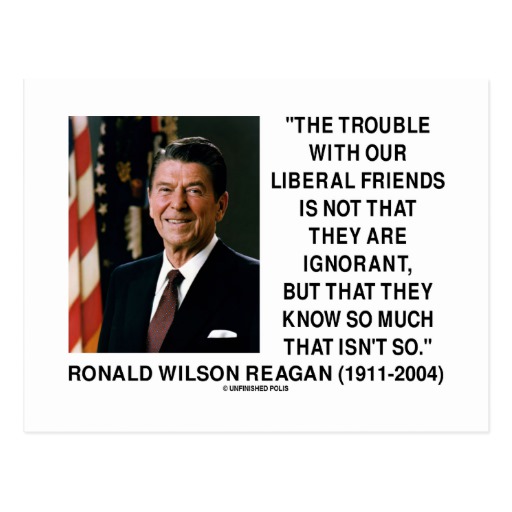 "THE TROUBLE
WITH OUR
LIBERAL FRIENDS
IS NOT THAT
THEY ARE
IGNORANT,
BUT THAT THEY
KNOW SO MUCH
THAT ISN'T SO."
RONALD WILSON REAGAN (1911-2004)
© UNFINISHED POLIS